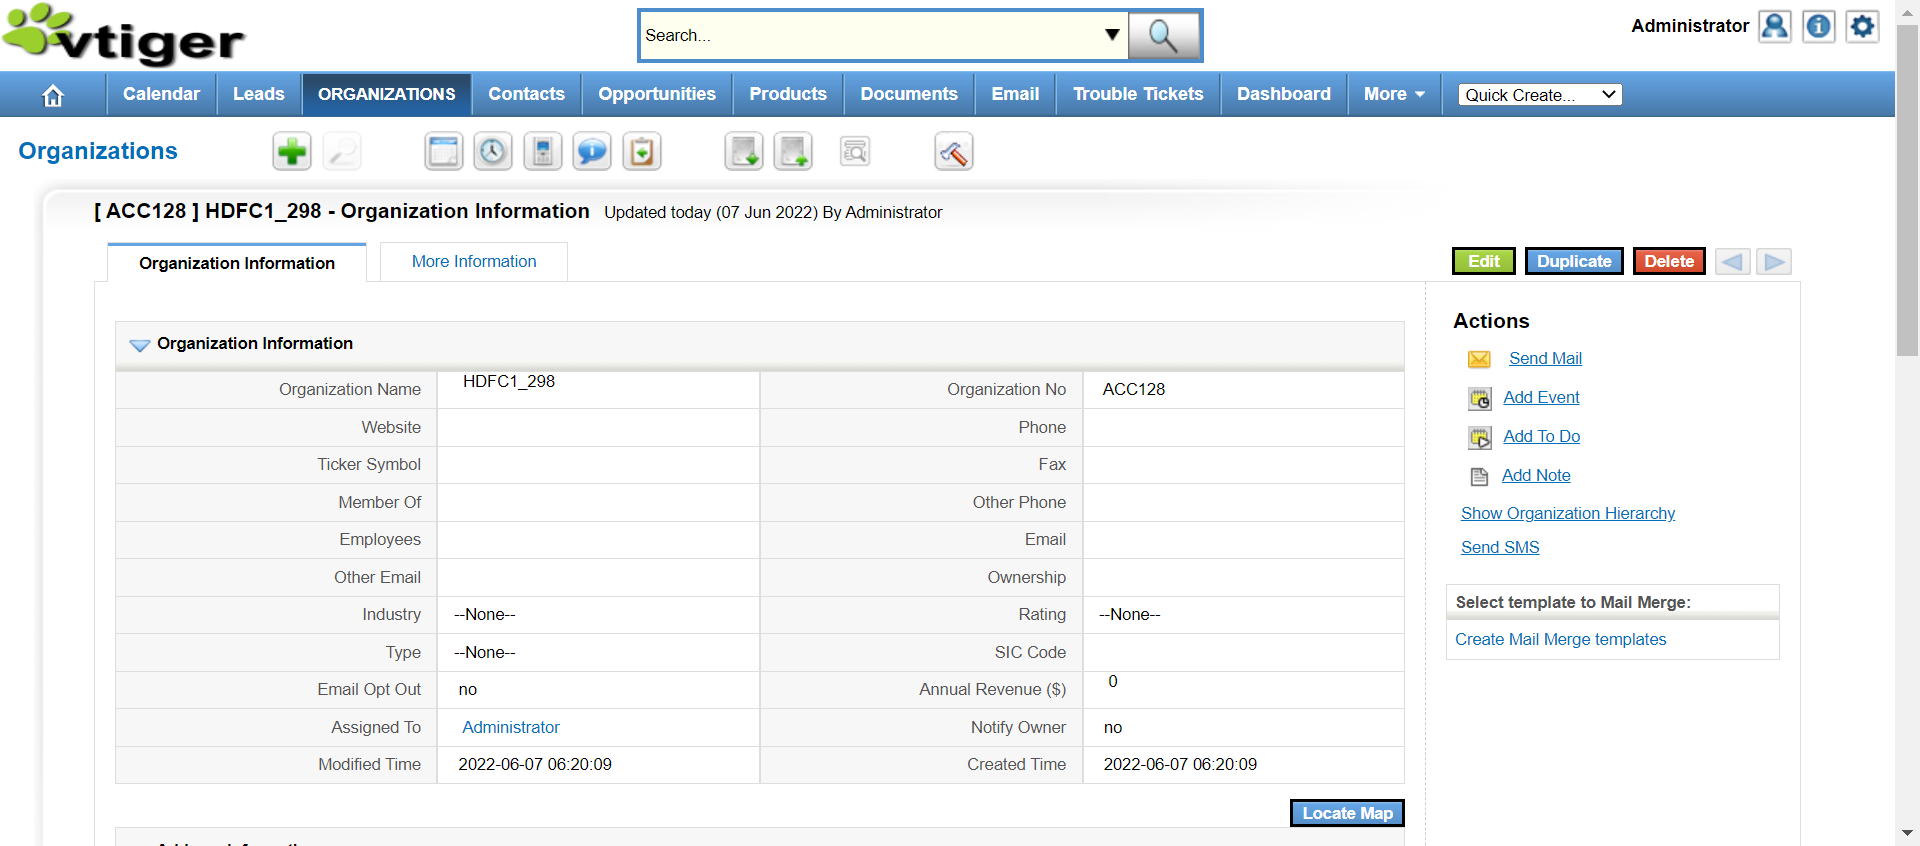 vtiger
Search...
Administrator
Calendar Leads ORGANIZATIONS Contacts Opportunities Products Documents Email Trouble Tickets Dashboard More Quick Create...
Organizations
[ ACC128 ] HDFC1_298 - Organization Information Updated today (07 Jun 2022) By Administrator
Organization Information More Information Edit Duplicate Delete
Organization Information
Organization Name HDFC1_298 Organization No ACC128
Website Phone
Ticker Symbol Fax
Member Of Other Phone
Employees Email
Other Email Ownership
Industry --None-- Rating --None--
Type --None-- SIC Code
Email Opt Out no Annual Revenue ($) 0
Assigned To Administrator Notify Owner no
Modified Time 2022-06-07 06:20:09 Created Time 2022-06-07 06:20:09
Locate Map
Actions
Send Mail
Add Event
Add To Do
Add Note
Show Organization Hierarchy
Send SMS
Select template to Mail Merge:
Create Mail Merge templates